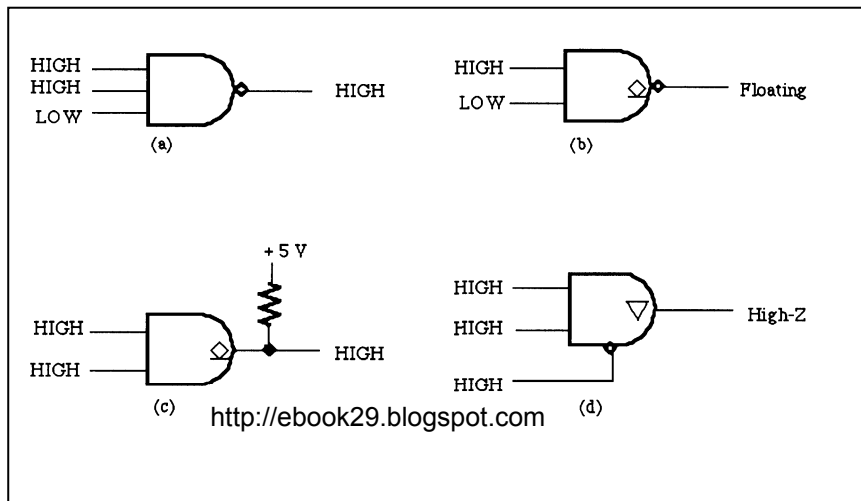 HIGH
HIGH
LOW
HIGH
(a)
HIGH
LOW
Floating
(b)
+ 5 V
HIGH
HIGH
HIGH
(c)
HIGH
HIGH
HIGH
High-Z
(d)
http://ebook29.blogspot.com